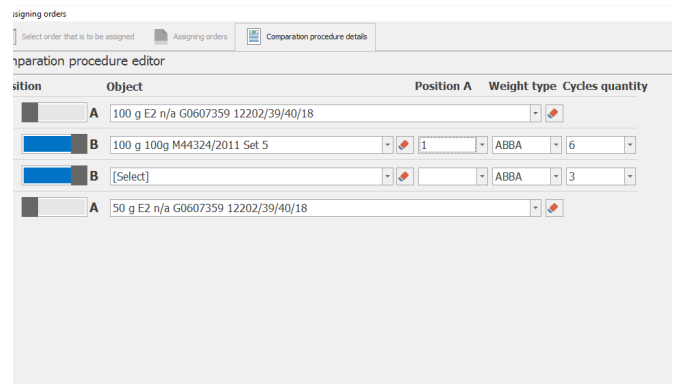 ssigning orders
Select order that is to be assigned Assigning orders Comparation procedure details
nparation procedure editor
sition Object Position A Weight type Cycles quantity
A 100 g E2 n/a G0607359 12202/39/40/18
B 100 g 100g M44324/2011 Set 5 1 ABBA 6
B [Select] ABBA 3
A 50 g E2 n/a G0607359 12202/39/40/18